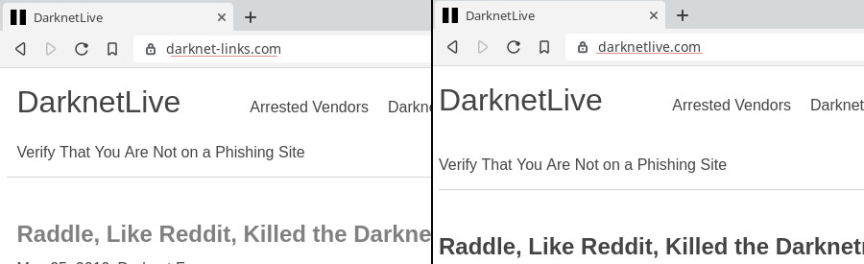 DarknetLive
darknet-links.com
DarknetLive
Arrested Vendors
Verify That You Are Not on a Phishing Site
Raddle, Like Reddit, Killed the Darkne
DarknetLive
darknetlive.com
DarknetLive
Arrested Vendors
Darknet
Verify That You Are Not on a Phishing Site
Raddle, Like Reddit, Killed the Darknet